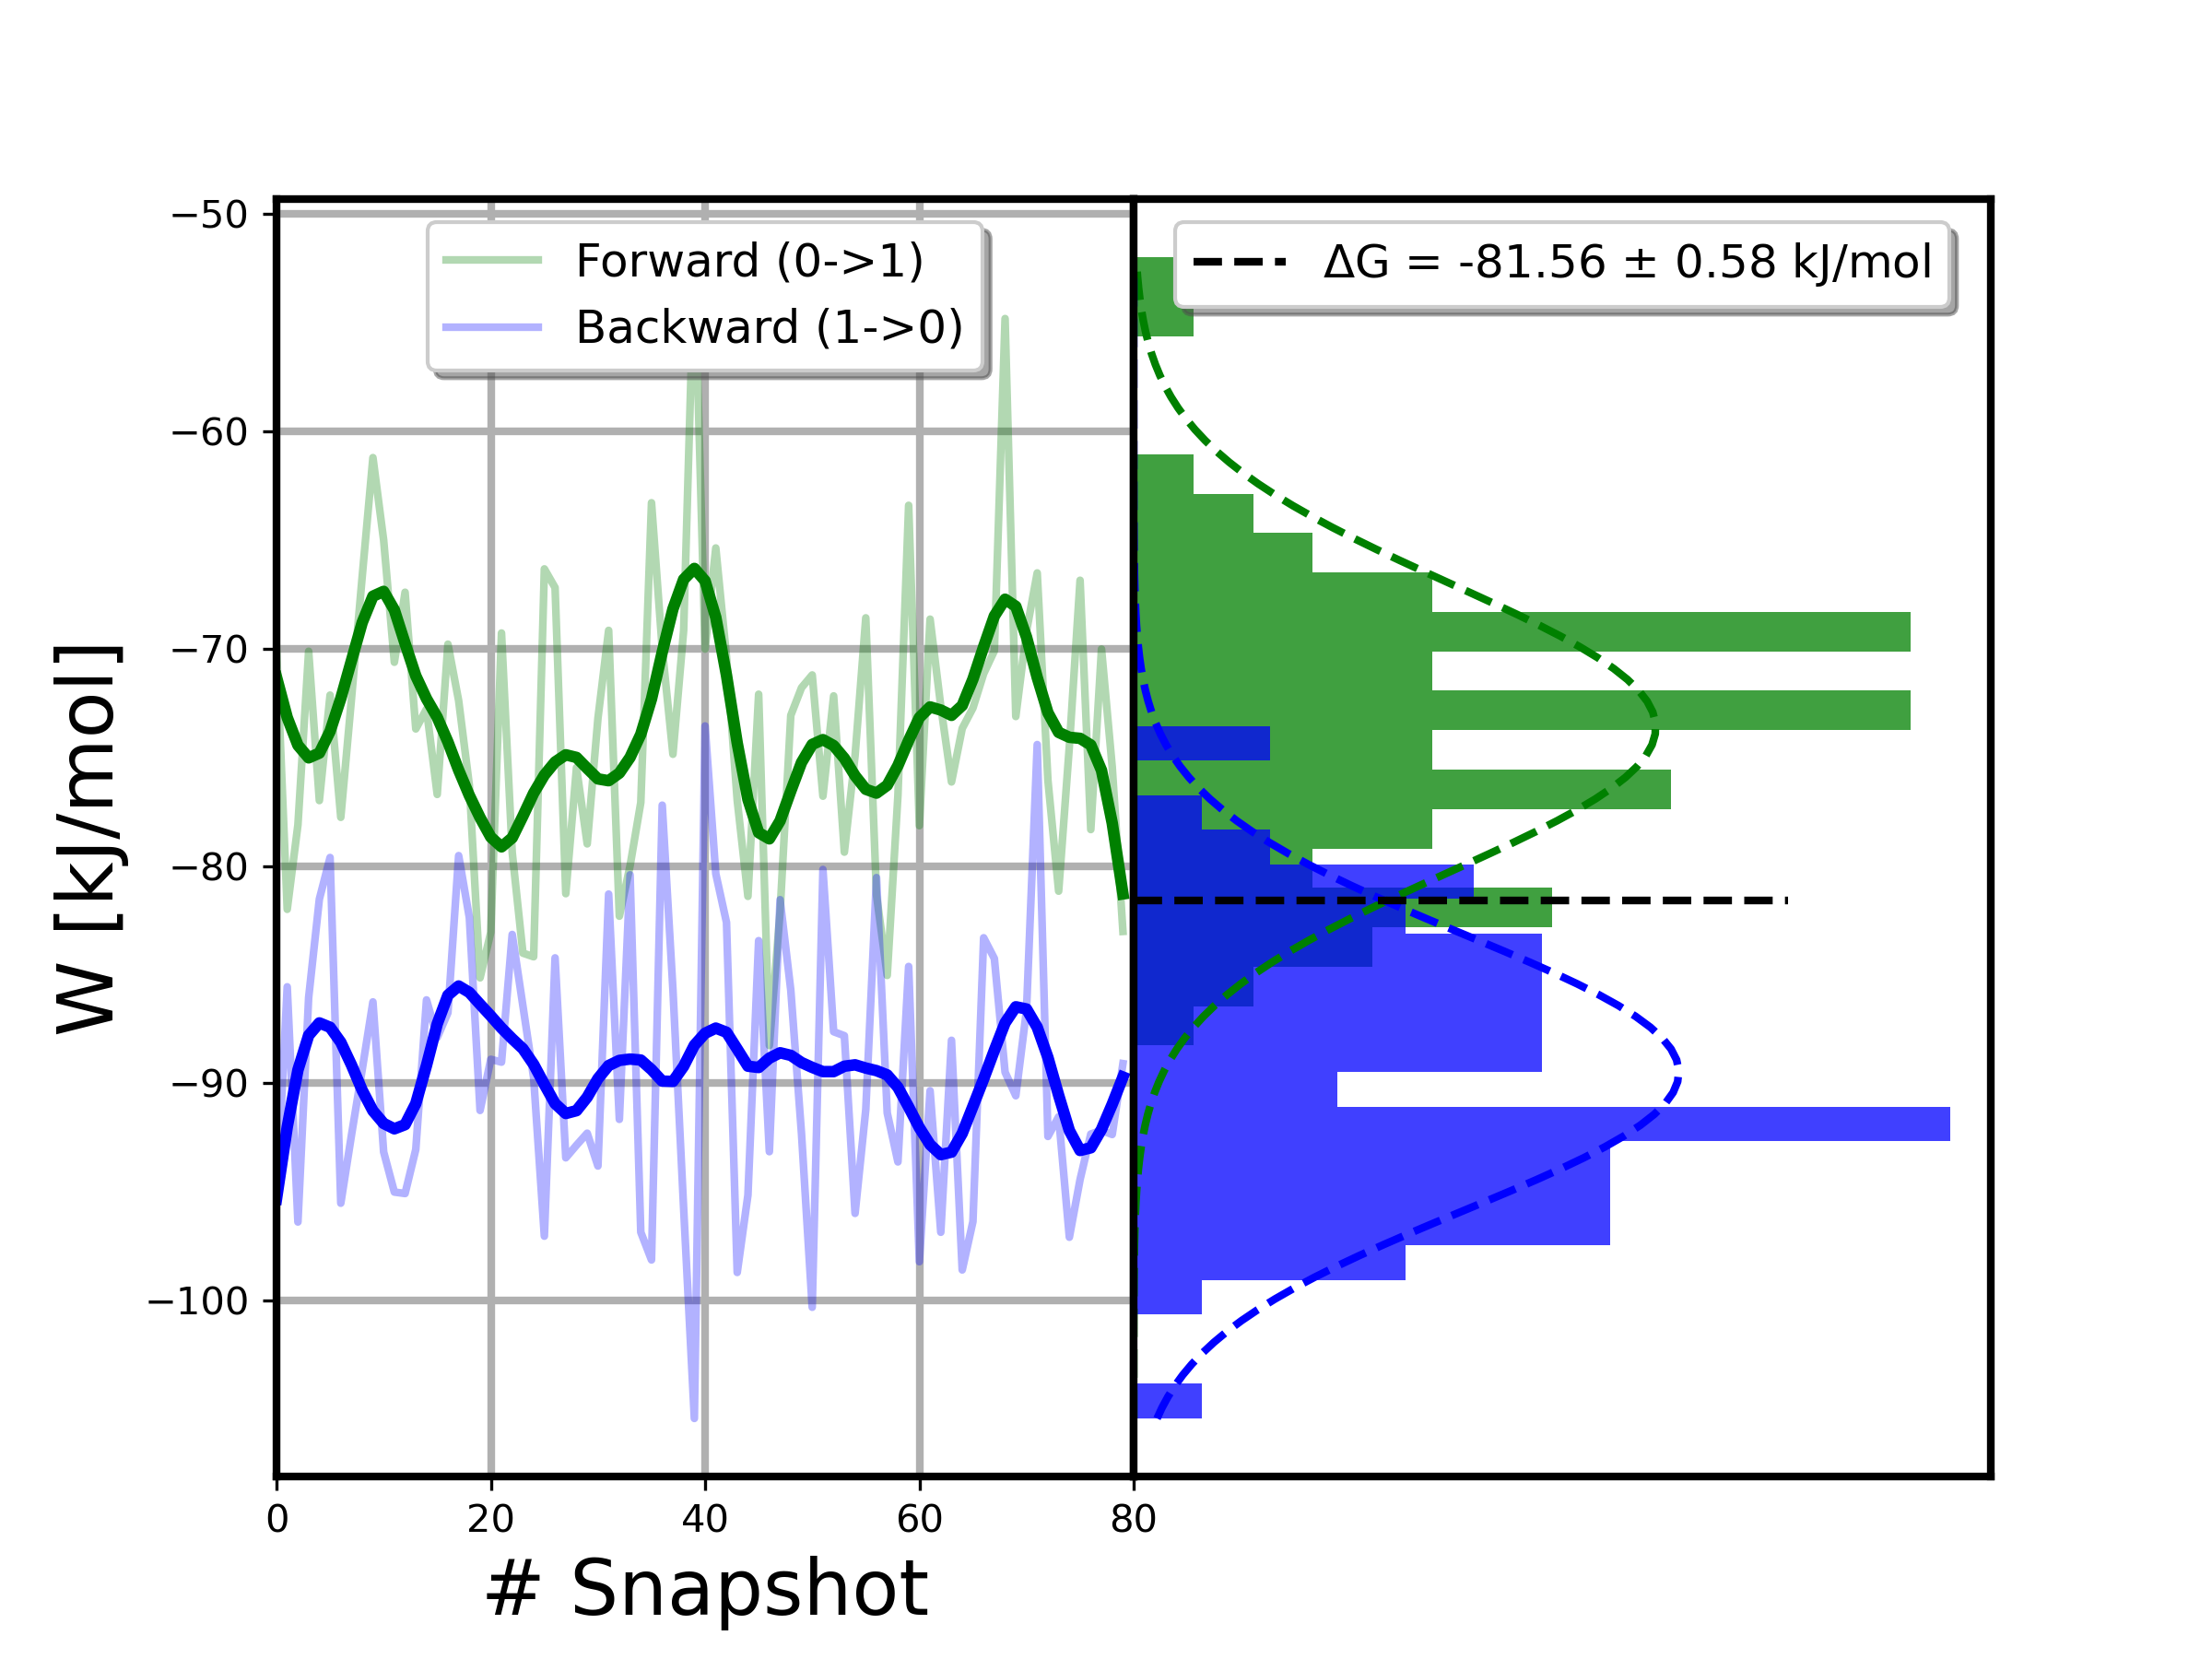 −50
−60
−70
−80
−90
−100
W [kJ/mol]
Forward (0->1)
Backward (1->0)
ΔG = -81.56 ± 0.58 kJ/mol
0
20
40
60
80
# Snapshot